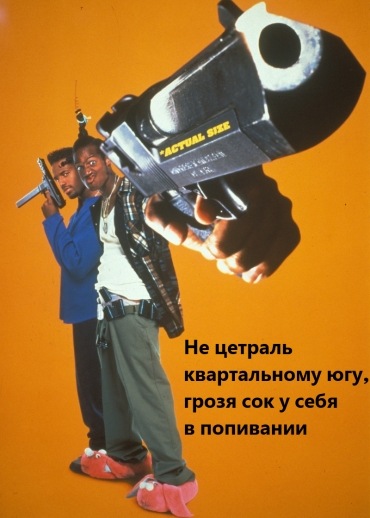 *ACTUAL SIZE
Не цетраль
квартальному югу,
грозя сок у себя
в попивании